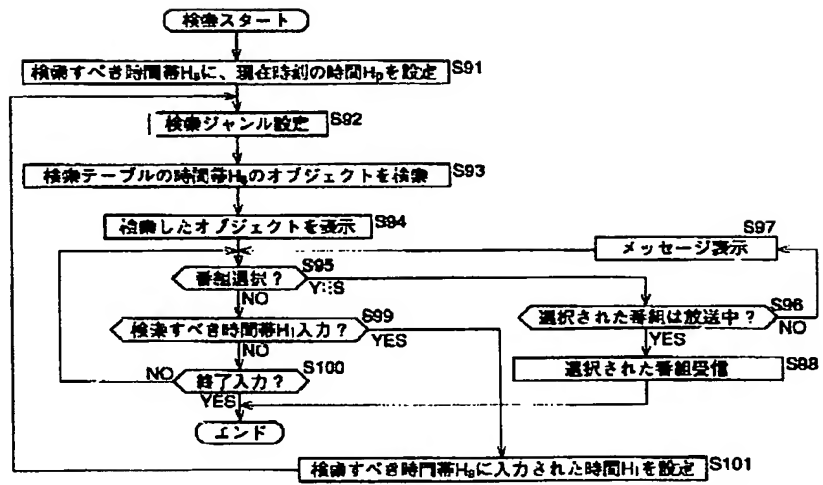 検索スタート
検索すべき時間帯Hsに、現在時刻の時間Hpを設定 S91
検索ジャンル設定 S92
検索テーブルの時間帯Hsのオブジェクトを検索 S93
検索したオブジェクトを表示 S94
S97
メッセージ表示
S95
番組選択？
YES
NO
S96
選択された番組は放送中？
NO
YES
S99
検索すべき時間帯HI入力？
YES
NO
S98
選択された番組受信
S100
NO 終了入力？
YES
エンド
検索すべき時間帯Hsに入力された時間HIを設定 S101